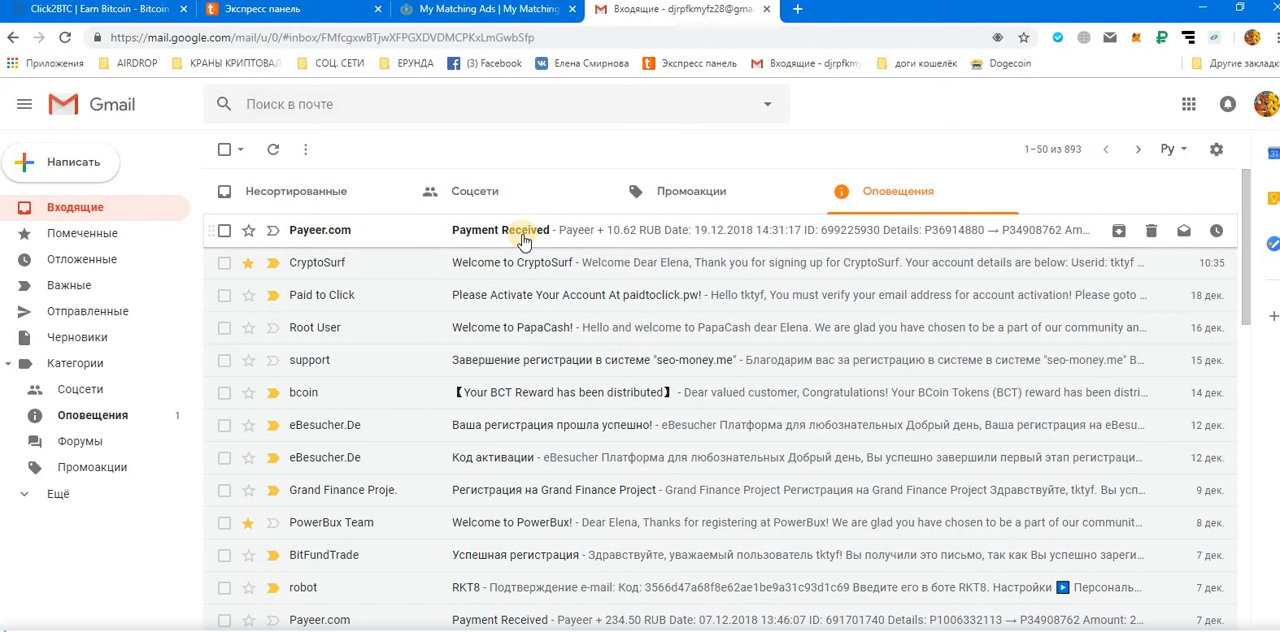 Click2BTC | Earn Bitcoin - Bitcoin
Экспресс панель
My Matching Ads | My Matching
Входящие - djrpfkmyfz28@gma
https://mail.google.com/mail/u/0/#inbox/FMfcgxwBTjwXFPGXDVDMCPKxLmGwbSfp
Приложения AIRDROP КРАНЫ КРИПТОВАЛ СОЦ. СЕТИ ЕРУНДА (3) Facebook Елена Смирнова Экспресс панель Входящие - djrpfkmy доги кошелёк Dogecoin Другие закладк
Gmail
Поиск в почте
Написать
1–50 из 893
Ру
Входящие
Помеченные
Отложенные
Важные
Отправленные
Черновики
Категории
Соцсети
Оповещения 1
Форумы
Промоакции
Ещё
Несортированные Соцсети Промоакции Оповещения
Payeer.com Payment Received - Payeer + 10.62 RUB Date: 19.12.2018 14:31:17 ID: 699225930 Details: P36914880 → P34908762 Am...
CryptoSurf Welcome to CryptoSurf - Welcome Dear Elena, Thank you for signing up for CryptoSurf. Your account details are below: Userid: tktyf ... 10:35
Paid to Click Please Activate Your Account At paidtoclick.pw! - Hello tktyf, You must verify your email address for account activation! Please goto ... 18 дек.
Root User Welcome to PapaCash! - Hello and welcome to PapaCash dear Elena. We are glad you have chosen to be a part of our community an... 16 дек.
support Завершение регистрации в системе "seo-money.me" - Благодарим вас за регистрацию в системе в системе "seo-money.me" В... 15 дек.
bcoin 【Your BCT Reward has been distributed】 - Dear valued customer, Congratulations! Your BCoin Tokens (BCT) reward has been distri... 14 дек.
eBesucher.De Ваша регистрация прошла успешно! - eBesucher Платформа для любознательных Добрый день, Ваша регистрация на eBesu... 12 дек.
eBesucher.De Код активации - eBesucher Платформа для любознательных Добрый день, Вы успешно завершили первый этап регистраци... 12 дек.
Grand Finance Proje. Регистрация на Grand Finance Project - Grand Finance Project Регистрация на Grand Finance Project Здравствуйте, tktyf. Вы усп... 9 дек.
PowerBux Team Welcome to PowerBux! - Dear Elena, Thanks for registering at PowerBux! We are glad you have chosen to be a part of our communit... 8 дек.
BitFundTrade Успешная регистрация - Здравствуйте, уважаемый пользователь tktyf! Вы получили это письмо, так как Вы успешно зареги... 7 дек.
robot RKT8 - Подтверждение e-mail: Код: 3566d47a68f8e62ae1be9a31c93d1c69 Введите его в боте RKT8. Настройки ▶ Персональ... 7 дек.
Payeer.com Payment Received - Payeer + 234.50 RUB Date: 07.12.2018 13:46:07 ID: 691701740 Details: P1006332113 → P34908762 Amount: 2... 7 дек.